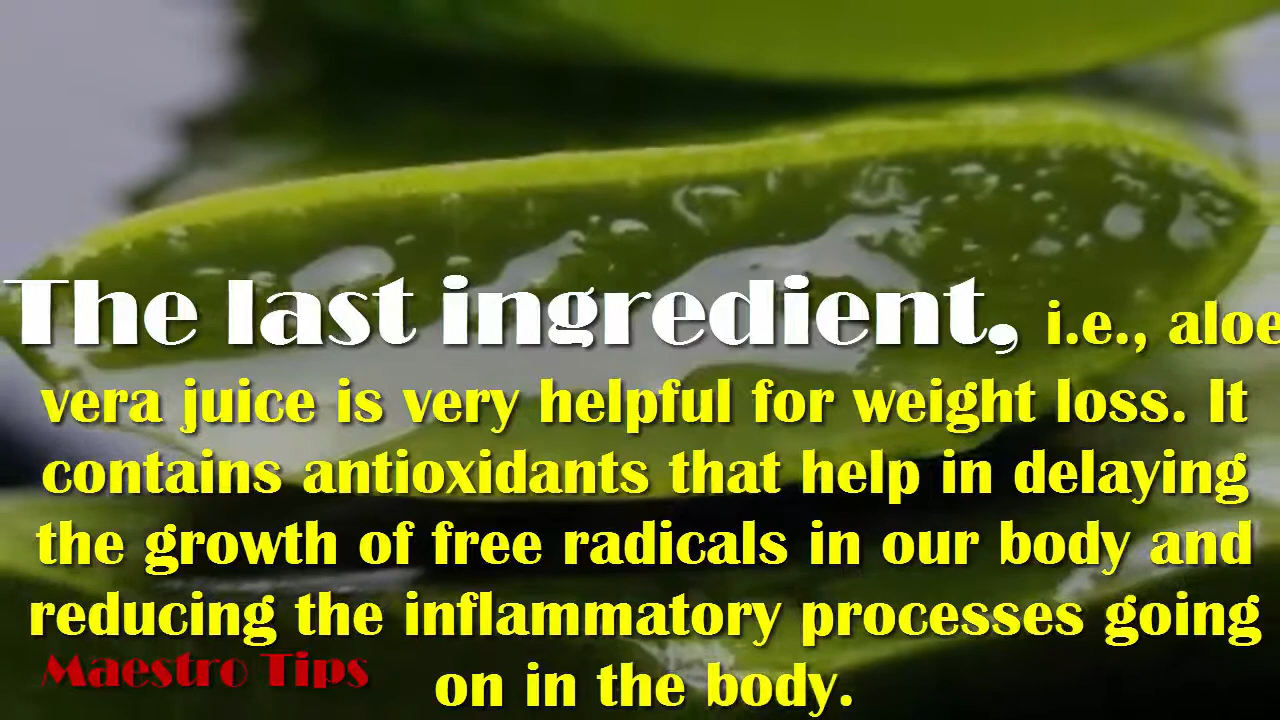 The last ingredient, i.e., aloe
vera juice is very helpful for weight loss. It
contains antioxidants that help in delaying
the growth of free radicals in our body and
reducing the inflammatory processes going
on in the body.
Maestro Tips